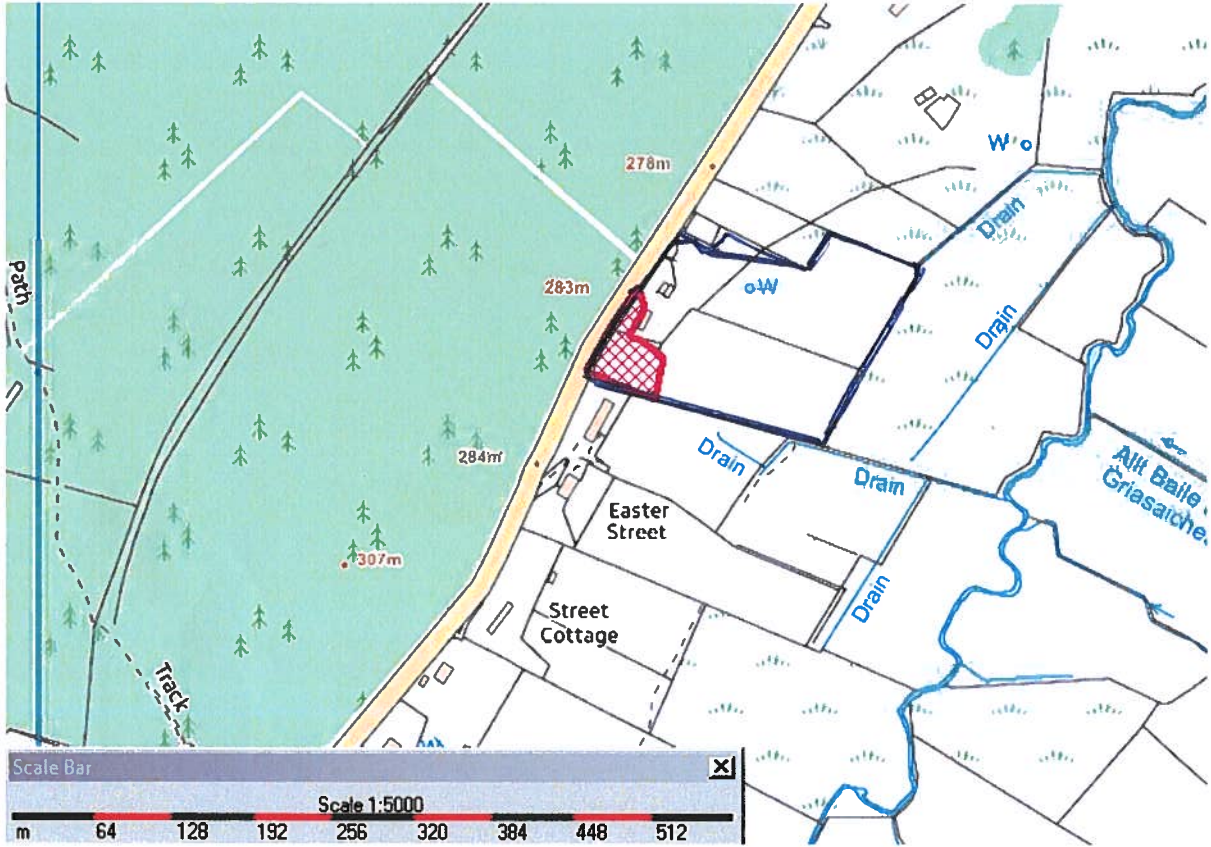 278m
W
Drain
Path
283m
W
Drain
284m
Drain
Drain
Allt Baile
Griasaiche
Easter
Street
307m
Drain
Street
Cottage
Track
Scale Bar
Scale 1:5000
m 64 128 192 256 320 384 448 512